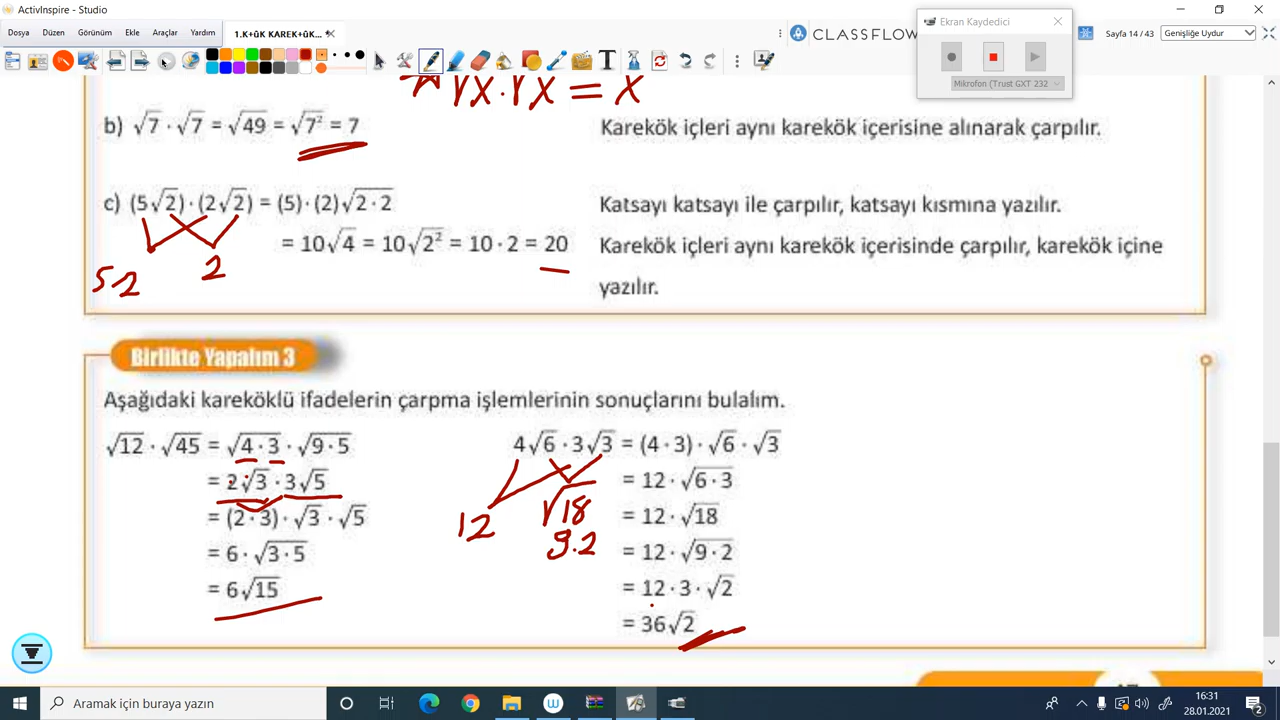 ActivInspire - Studio
Dosya Düzen Görünüm Ekle Araçlar Yardım
1.K+ûK KAREK+ûK...
Ekran Kaydedici
Mikrofon (Trust GXT 232
CLASSFLOW
Sayfa 14 / 43
Genişliğe Uydur
√x · √x = x
b) √7 · √7 = √49 = √7² = 7
Karekök içleri aynı karekök içerisine alınarak çarpılır.
c) (5√2) · (2√2) = (5) · (2)√2 · 2
Katsayı katsayı ile çarpılır, katsayı kısmına yazılır.
= 10√4 = 10√2² = 10 · 2 = 20
Karekök içleri aynı karekök içerisinde çarpılır, karekök içine
yazılır.
5·2
2
Birlikte Yapalım 3
Aşağıdaki kareköklü ifadelerin çarpma işlemlerinin sonuçlarını bulalım.
√12 · √45 = √4 · 3 · √9 · 5
= 2√3 · 3√5
= (2 · 3) · √3 · √5
= 6 · √3 · 5
= 6√15
4√6 · 3√3 = (4 · 3) · √6 · √3
= 12 · √6 · 3
= 12 · √18
= 12 · √9 · 2
= 12 · 3 · √2
= 36√2
12
√18
9·2
Aramak için buraya yazın
16:31
28.01.2021
2